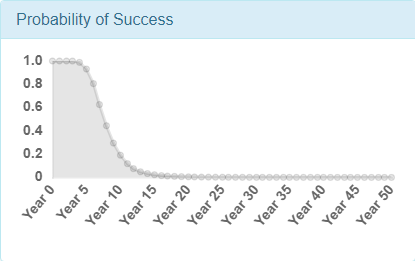 Probability of Success
1.0
0.8
0.6
0.4
0.2
0
Year 0
Year 5
Year 10
Year 15
Year 20
Year 25
Year 30
Year 35
Year 40
Year 45
Year 50